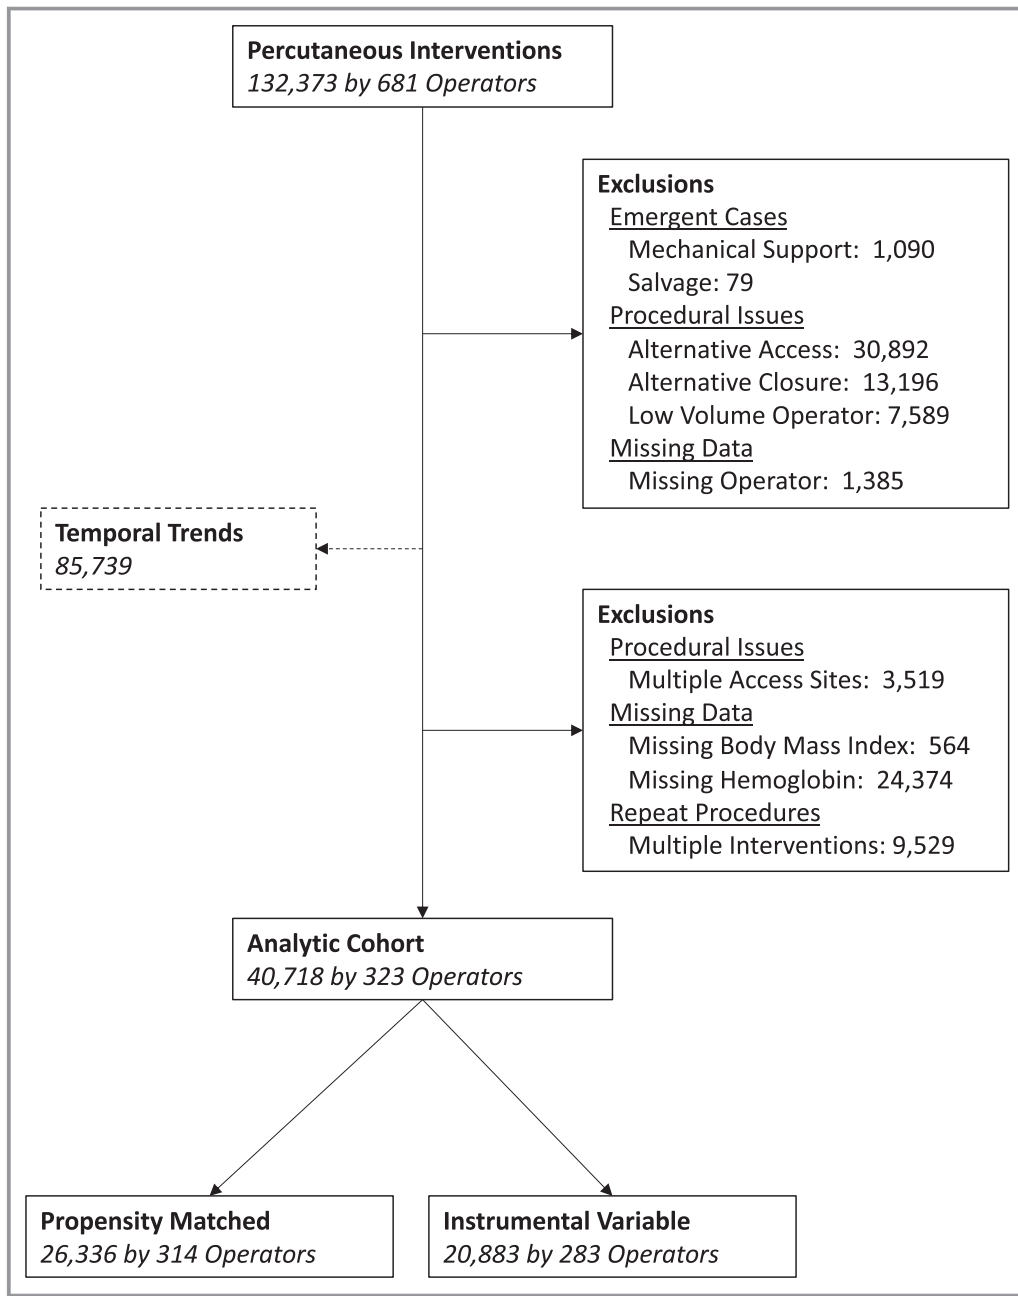 Percutaneous Interventions
132,373 by 681 Operators
Exclusions
Emergent Cases
Mechanical Support: 1,090
Salvage: 79
Procedural Issues
Alternative Access: 30,892
Alternative Closure: 13,196
Low Volume Operator: 7,589
Missing Data
Missing Operator: 1,385
Temporal Trends
85,739
Exclusions
Procedural Issues
Multiple Access Sites: 3,519
Missing Data
Missing Body Mass Index: 564
Missing Hemoglobin: 24,374
Repeat Procedures
Multiple Interventions: 9,529
Analytic Cohort
40,718 by 323 Operators
Propensity Matched
26,336 by 314 Operators
Instrumental Variable
20,883 by 283 Operators